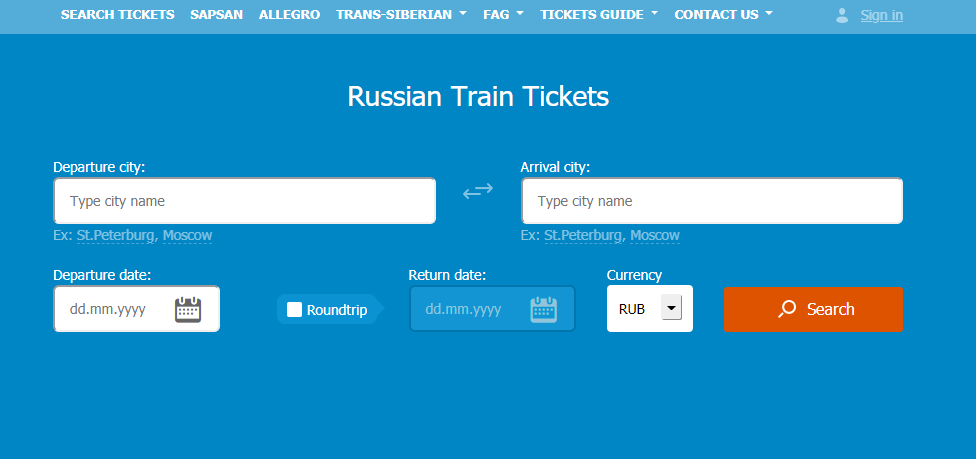 SEARCH TICKETS SAPSAN ALLEGRO TRANS-SIBERIAN FAG TICKETS GUIDE CONTACT US Sign in
Russian Train Tickets
Departure city: Arrival city:
Type city name Type city name
Ex: St.Peterburg, Moscow Ex: St.Peterburg, Moscow
Departure date: Return date: Currency
dd.mm.yyyy Roundtrip dd.mm.yyyy RUB Search